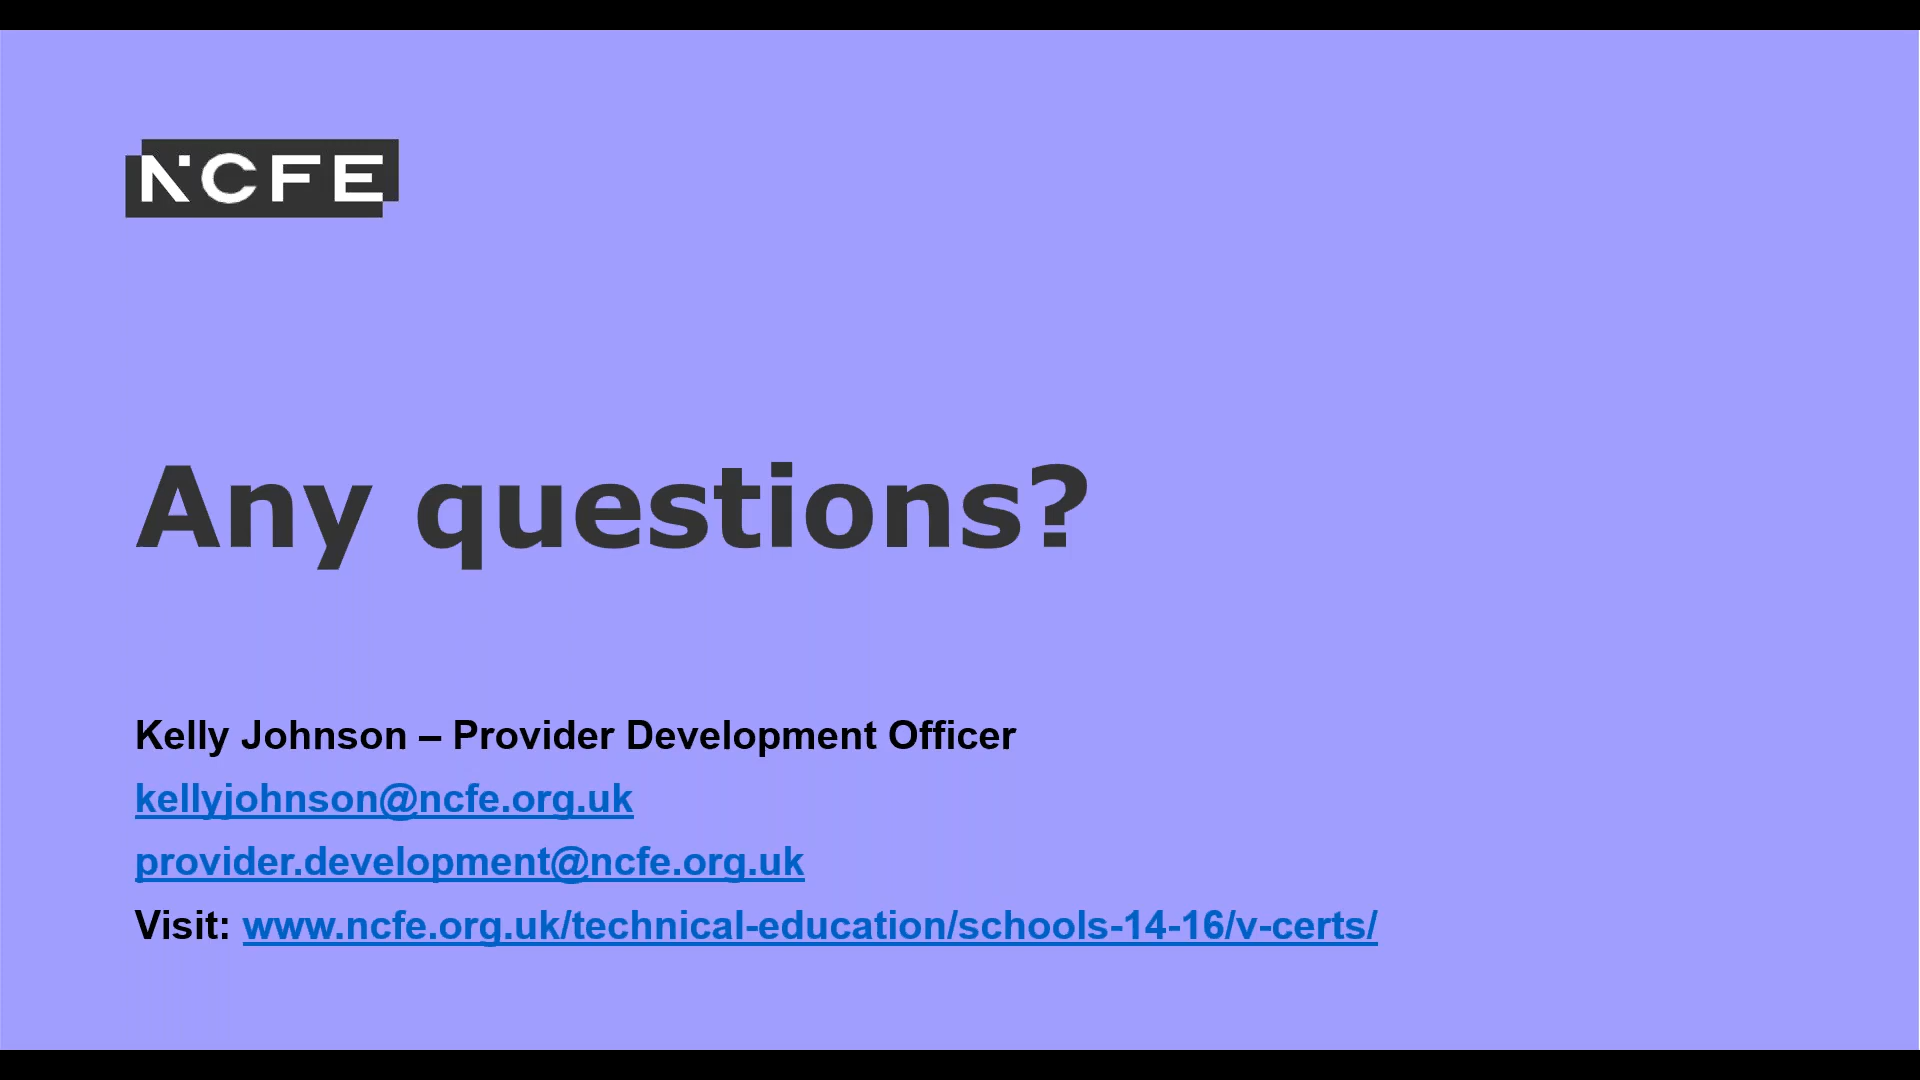 NCFE
Any questions?
Kelly Johnson – Provider Development Officer
kellyjohnson@ncfe.org.uk
provider.development@ncfe.org.uk
Visit: www.ncfe.org.uk/technical-education/schools-14-16/v-certs/